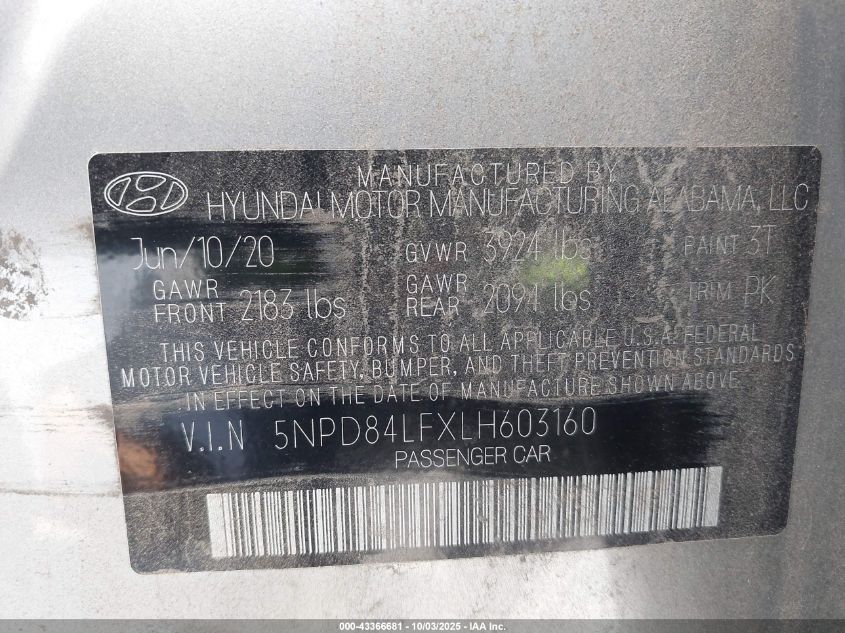 MANUFACTURED BY
HYUNDAI MOTOR MANUFACTURING ALABAMA, LLC
Jun/10/20 GVWR 3924 lbs PAINT 3T
GAWR FRONT 2183 lbs GAWR REAR 2094 lbs TRIM PK
THIS VEHICLE CONFORMS TO ALL APPLICABLE U.S.A. FEDERAL
MOTOR VEHICLE SAFETY, BUMPER, AND THEFT PREVENTION STANDARDS
IN EFFECT ON THE DATE OF MANUFACTURE SHOWN ABOVE.
V.I.N 5NPD84LFXLH603160
PASSENGER CAR
000-43366681 - 10/03/2025 - IAA Inc.